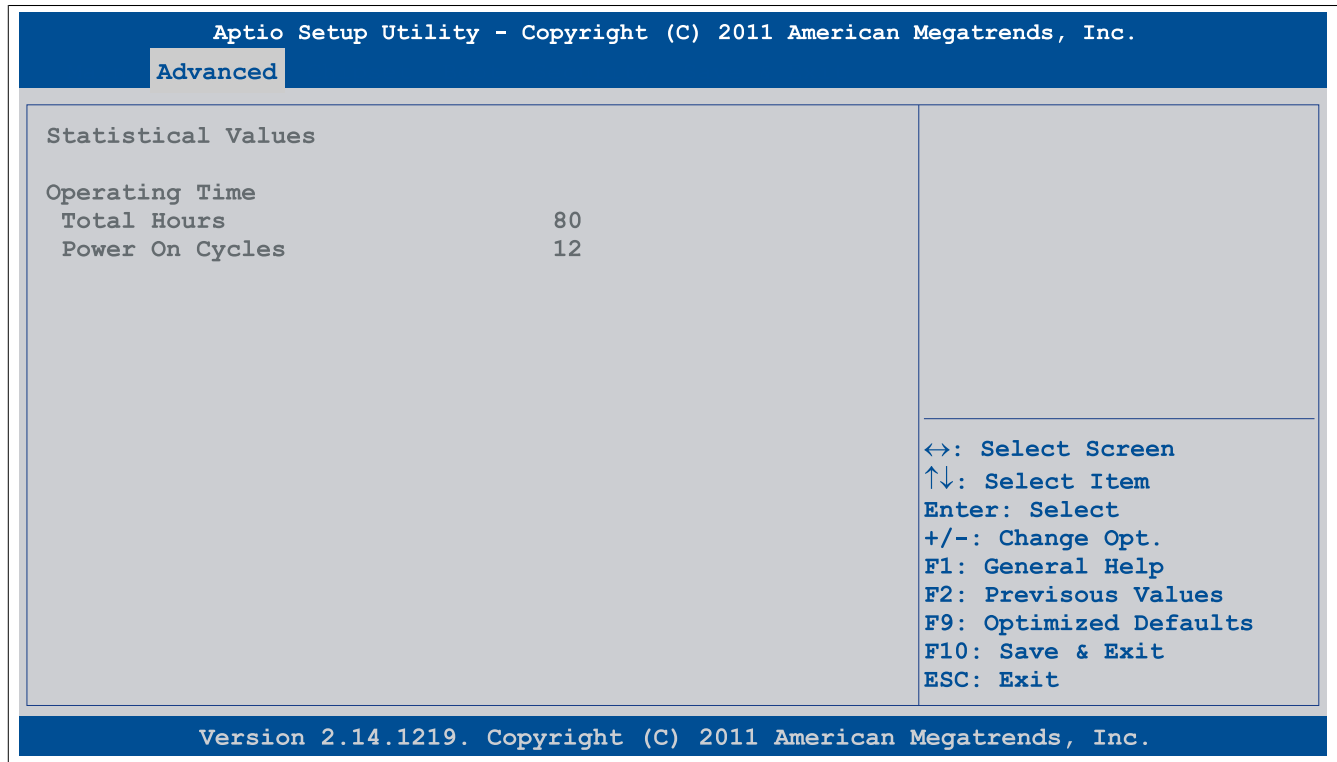 Aptio Setup Utility - Copyright (C) 2011 American Megatrends, Inc.
Advanced
Statistical Values
Operating Time
Total Hours 80
Power On Cycles 12
↔: Select Screen
↑↓: Select Item
Enter: Select
+/-: Change Opt.
F1: General Help
F2: Previsous Values
F9: Optimized Defaults
F10: Save & Exit
ESC: Exit
Version 2.14.1219. Copyright (C) 2011 American Megatrends, Inc.